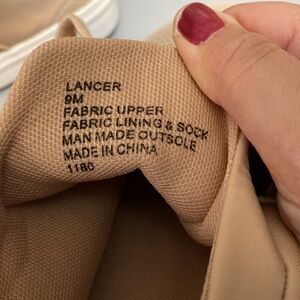 LANCER
9M
FABRIC UPPER
FABRIC LINING & SOCK
MAN MADE OUTSOLE
MADE IN CHINA
1180